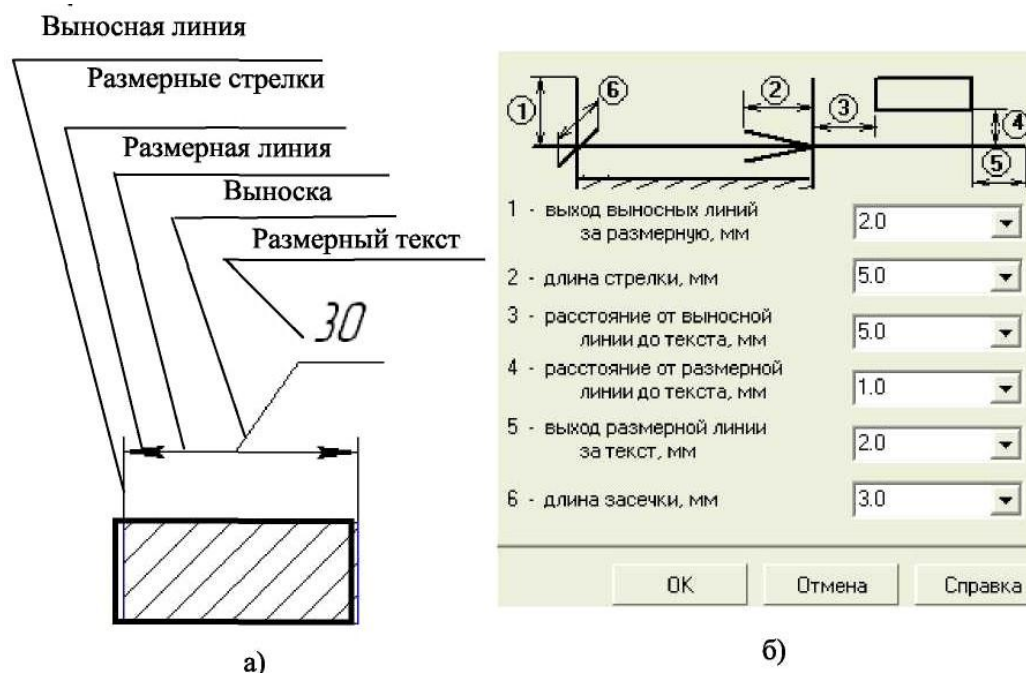 Выносная линия
Размерные стрелки
Размерная линия
Выноска
Размерный текст
30
а)
1
6
2
3
4
5
1 - выход выносных линий
за размерную, мм
2.0
2 - длина стрелки, мм
5.0
3 - расстояние от выносной
линии до текста, мм
5.0
4 - расстояние от размерной
линии до текста, мм
1.0
5 - выход размерной линии
за текст, мм
2.0
6 - длина засечки, мм
3.0
OK
Отмена
Справка
б)